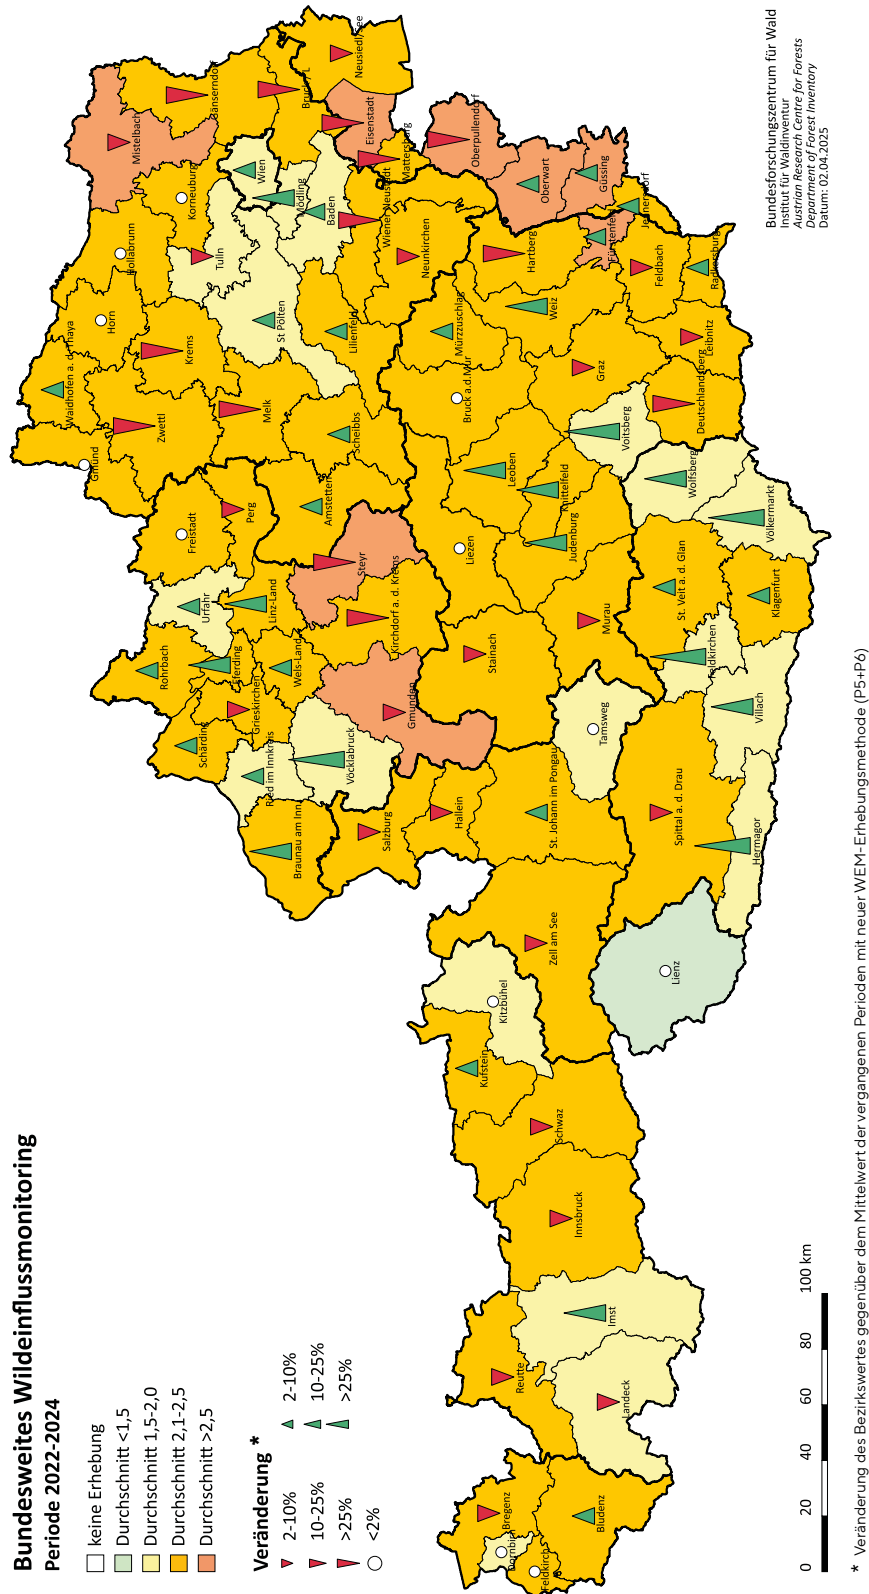 Bundesweites Wildeinflussmonitoring
Periode 2022-2024
keine Erhebung
Durchschnitt <1,5
Durchschnitt 1,5-2,0
Durchschnitt 2,1-2,5
Durchschnitt >2,5
Veränderung *
2-10%
10-25%
>25%
<2%
2-10%
10-25%
>25%
Gmünd
Waidhofen a. d. Thaya
Horn
Hollabrunn
Mistelbach
Zwettl
Krems
Korneuburg
Gänserndorf
Tulln
Wien
Bruck / L
Neusiedl/See
Melk
St Pölten
Mödling
Baden
Eisenstadt
Mattersburg
Wiener Neustadt
Lilienfeld
Scheibbs
Amstetten
Neunkirchen
Oberpullendorf
Oberwart
Güssing
Jennersdorf
Freistadt
Perg
Rohrbach
Urfahr
Linz-Land
Eferding
Schärding
Grieskirchen
Wels-Land
Ried im Innkreis
Braunau am Inn
Vöcklabruck
Gmunden
Kirchdorf a. d. Krems
Steyr
Salzburg
Hallein
St. Johann im Pongau
Zell am See
Tamsweg
Mürzzuschlag
Bruck a.d.Mur
Leoben
Liezen
Stainach
Knittelfeld
Judenburg
Murau
Hartberg
Weiz
Fürstenfeld
Feldbach
Radkersburg
Graz
Leibnitz
Deutschlandsberg
Voitsberg
Wolfsberg
Völkermarkt
St. Veit a. d. Glan
Klagenfurt
Feldkirchen
Villach
Spittal a. d. Drau
Hermagor
Lienz
Kitzbühel
Kufstein
Schwaz
Innsbruck
Imst
Reutte
Landeck
Bregenz
Dornbirn
Feldkirch
Bludenz
0 20 40 60 80 100 km
Bundesforschungszentrum für Wald
Institut für Waldinventur
Austrian Research Centre for Forests
Department of Forest Inventory
Datum: 02.04.2025
* Veränderung des Bezirkswertes gegenüber dem Mittelwert der vergangenen Perioden mit neuer WEM-Erhebungsmethode (P5+P6)